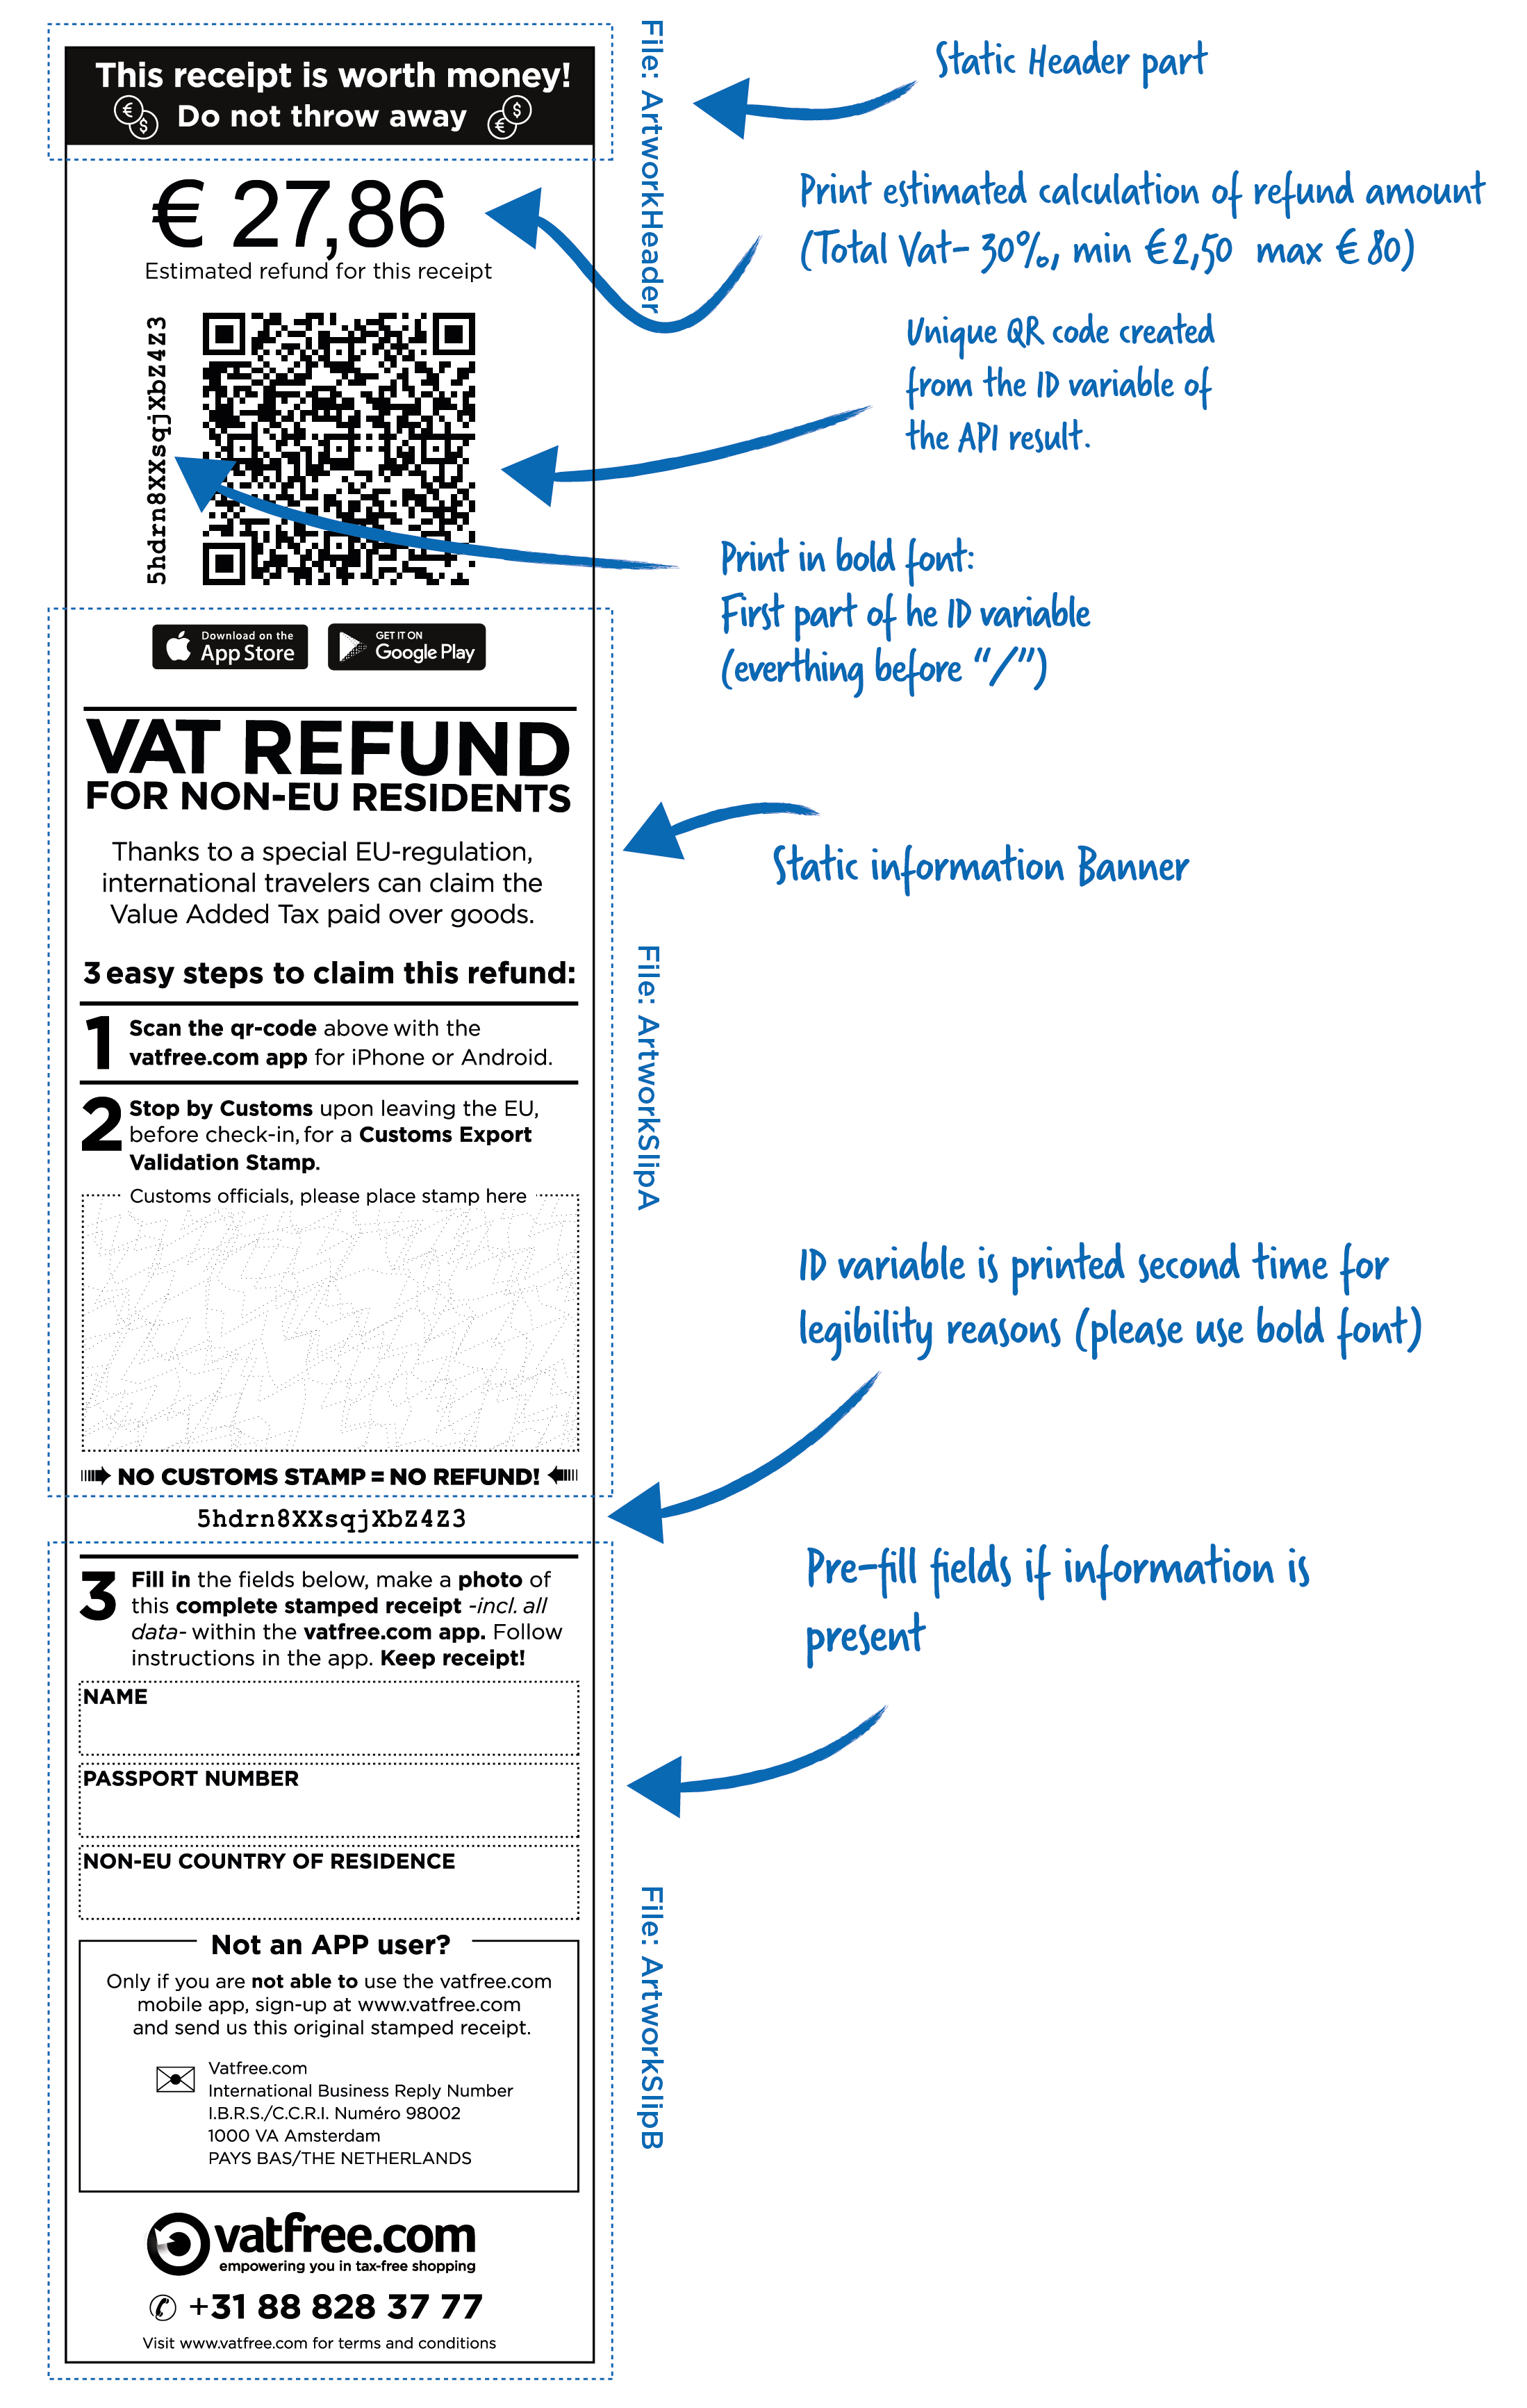 This receipt is worth money!
Do not throw away
File: ArtworkHeader
Static Header part
€ 27,86
Estimated refund for this receipt
Print estimated calculation of refund amount
(Total Vat- 30%, min €2,50 max €80)
5hdrn8XXsqjXbZ4Z3
Unique QR code created
from the ID variable of
the API result.
Print in bold font:
First part of he ID variable
(everthing before “/”)
Download on the
App Store
GET IT ON
Google Play
VAT REFUND
FOR NON-EU RESIDENTS
Thanks to a special EU-regulation,
international travelers can claim the
Value Added Tax paid over goods.
Static information Banner
File: ArtworkSlipA
3 easy steps to claim this refund:
1 Scan the qr-code above with the
vatfree.com app for iPhone or Android.
2 Stop by Customs upon leaving the EU,
before check-in, for a Customs Export
Validation Stamp.
Customs officials, please place stamp here
NO CUSTOMS STAMP = NO REFUND!
5hdrn8XXsqjXbZ4Z3
ID variable is printed second time for
legibility reasons (please use bold font)
3 Fill in the fields below, make a photo of
this complete stamped receipt -incl. all
data- within the vatfree.com app. Follow
instructions in the app. Keep receipt!
Pre-fill fields if information is
present
NAME
PASSPORT NUMBER
NON-EU COUNTRY OF RESIDENCE
File: ArtworkSlipB
Not an APP user?
Only if you are not able to use the vatfree.com
mobile app, sign-up at www.vatfree.com
and send us this original stamped receipt.
Vatfree.com
International Business Reply Number
I.B.R.S./C.C.R.I. Numéro 98002
1000 VA Amsterdam
PAYS BAS/THE NETHERLANDS
vatfree.com
empowering you in tax-free shopping
✆ +31 88 828 37 77
Visit www.vatfree.com for terms and conditions